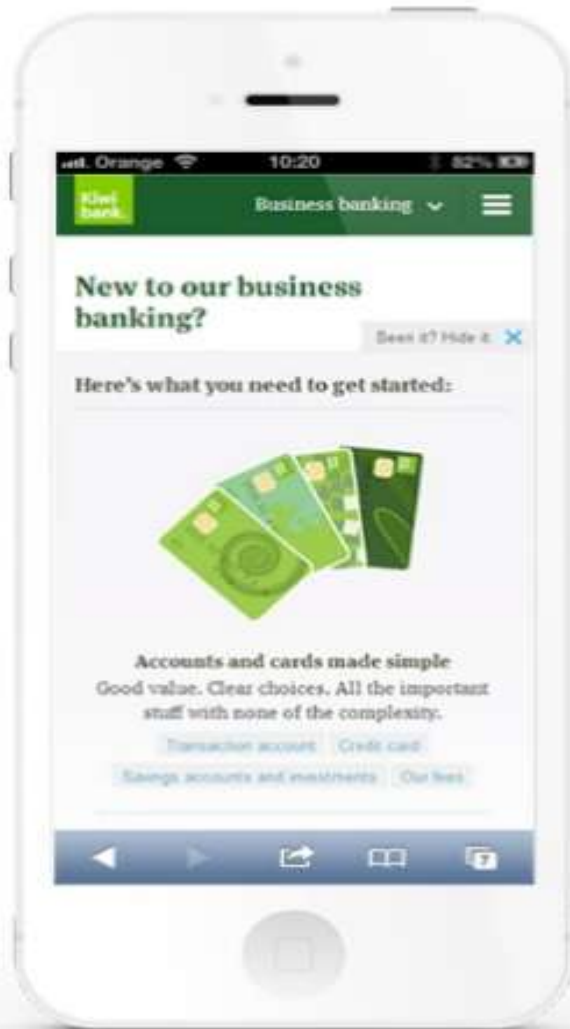 Orange 10:20 82%
Kiwi
bank.
Business banking
New to our business
banking?
Seen it? Hide it
Here's what you need to get started:
Accounts and cards made simple
Good value. Clear choices. All the important
stuff with none of the complexity.
Transaction account Credit card
Savings accounts and investments Our fees
7